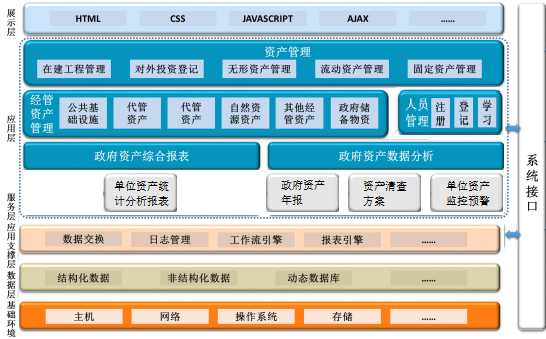 展示层
HTML CSS JAVASCRIPT AJAX ......
应用层
资产管理
在建工程管理 对外投资登记 无形资产管理 流动资产管理 固定资产管理
经管
资产
管理
公共基
础设施
代管
资产
代管
资产
自然资
源资产
其他经
管资产
政府储
备物资
人员
管理
注册
登记
学习
政府资产综合报表 政府资产数据分析
单位资产统
计分析报表
政府资产
年报
资产清查
方案
单位资产
监控预警
服务层
应用支撑层
数据交换 日志管理 工作流引擎 报表引擎 ......
数据层
结构化数据 非结构化数据 动态数据库 ......
基础环境
主机 网络 操作系统 存储 ......
系统接口